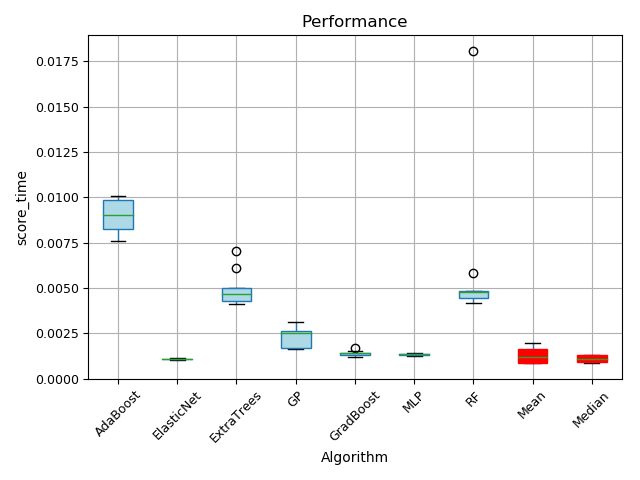 Performance
0.0175
0.0150
0.0125
0.0100
0.0075
0.0050
0.0025
0.0000
score_time
AdaBoost
ElasticNet
ExtraTrees
GP
GradBoost
MLP
RF
Mean
Median
Algorithm